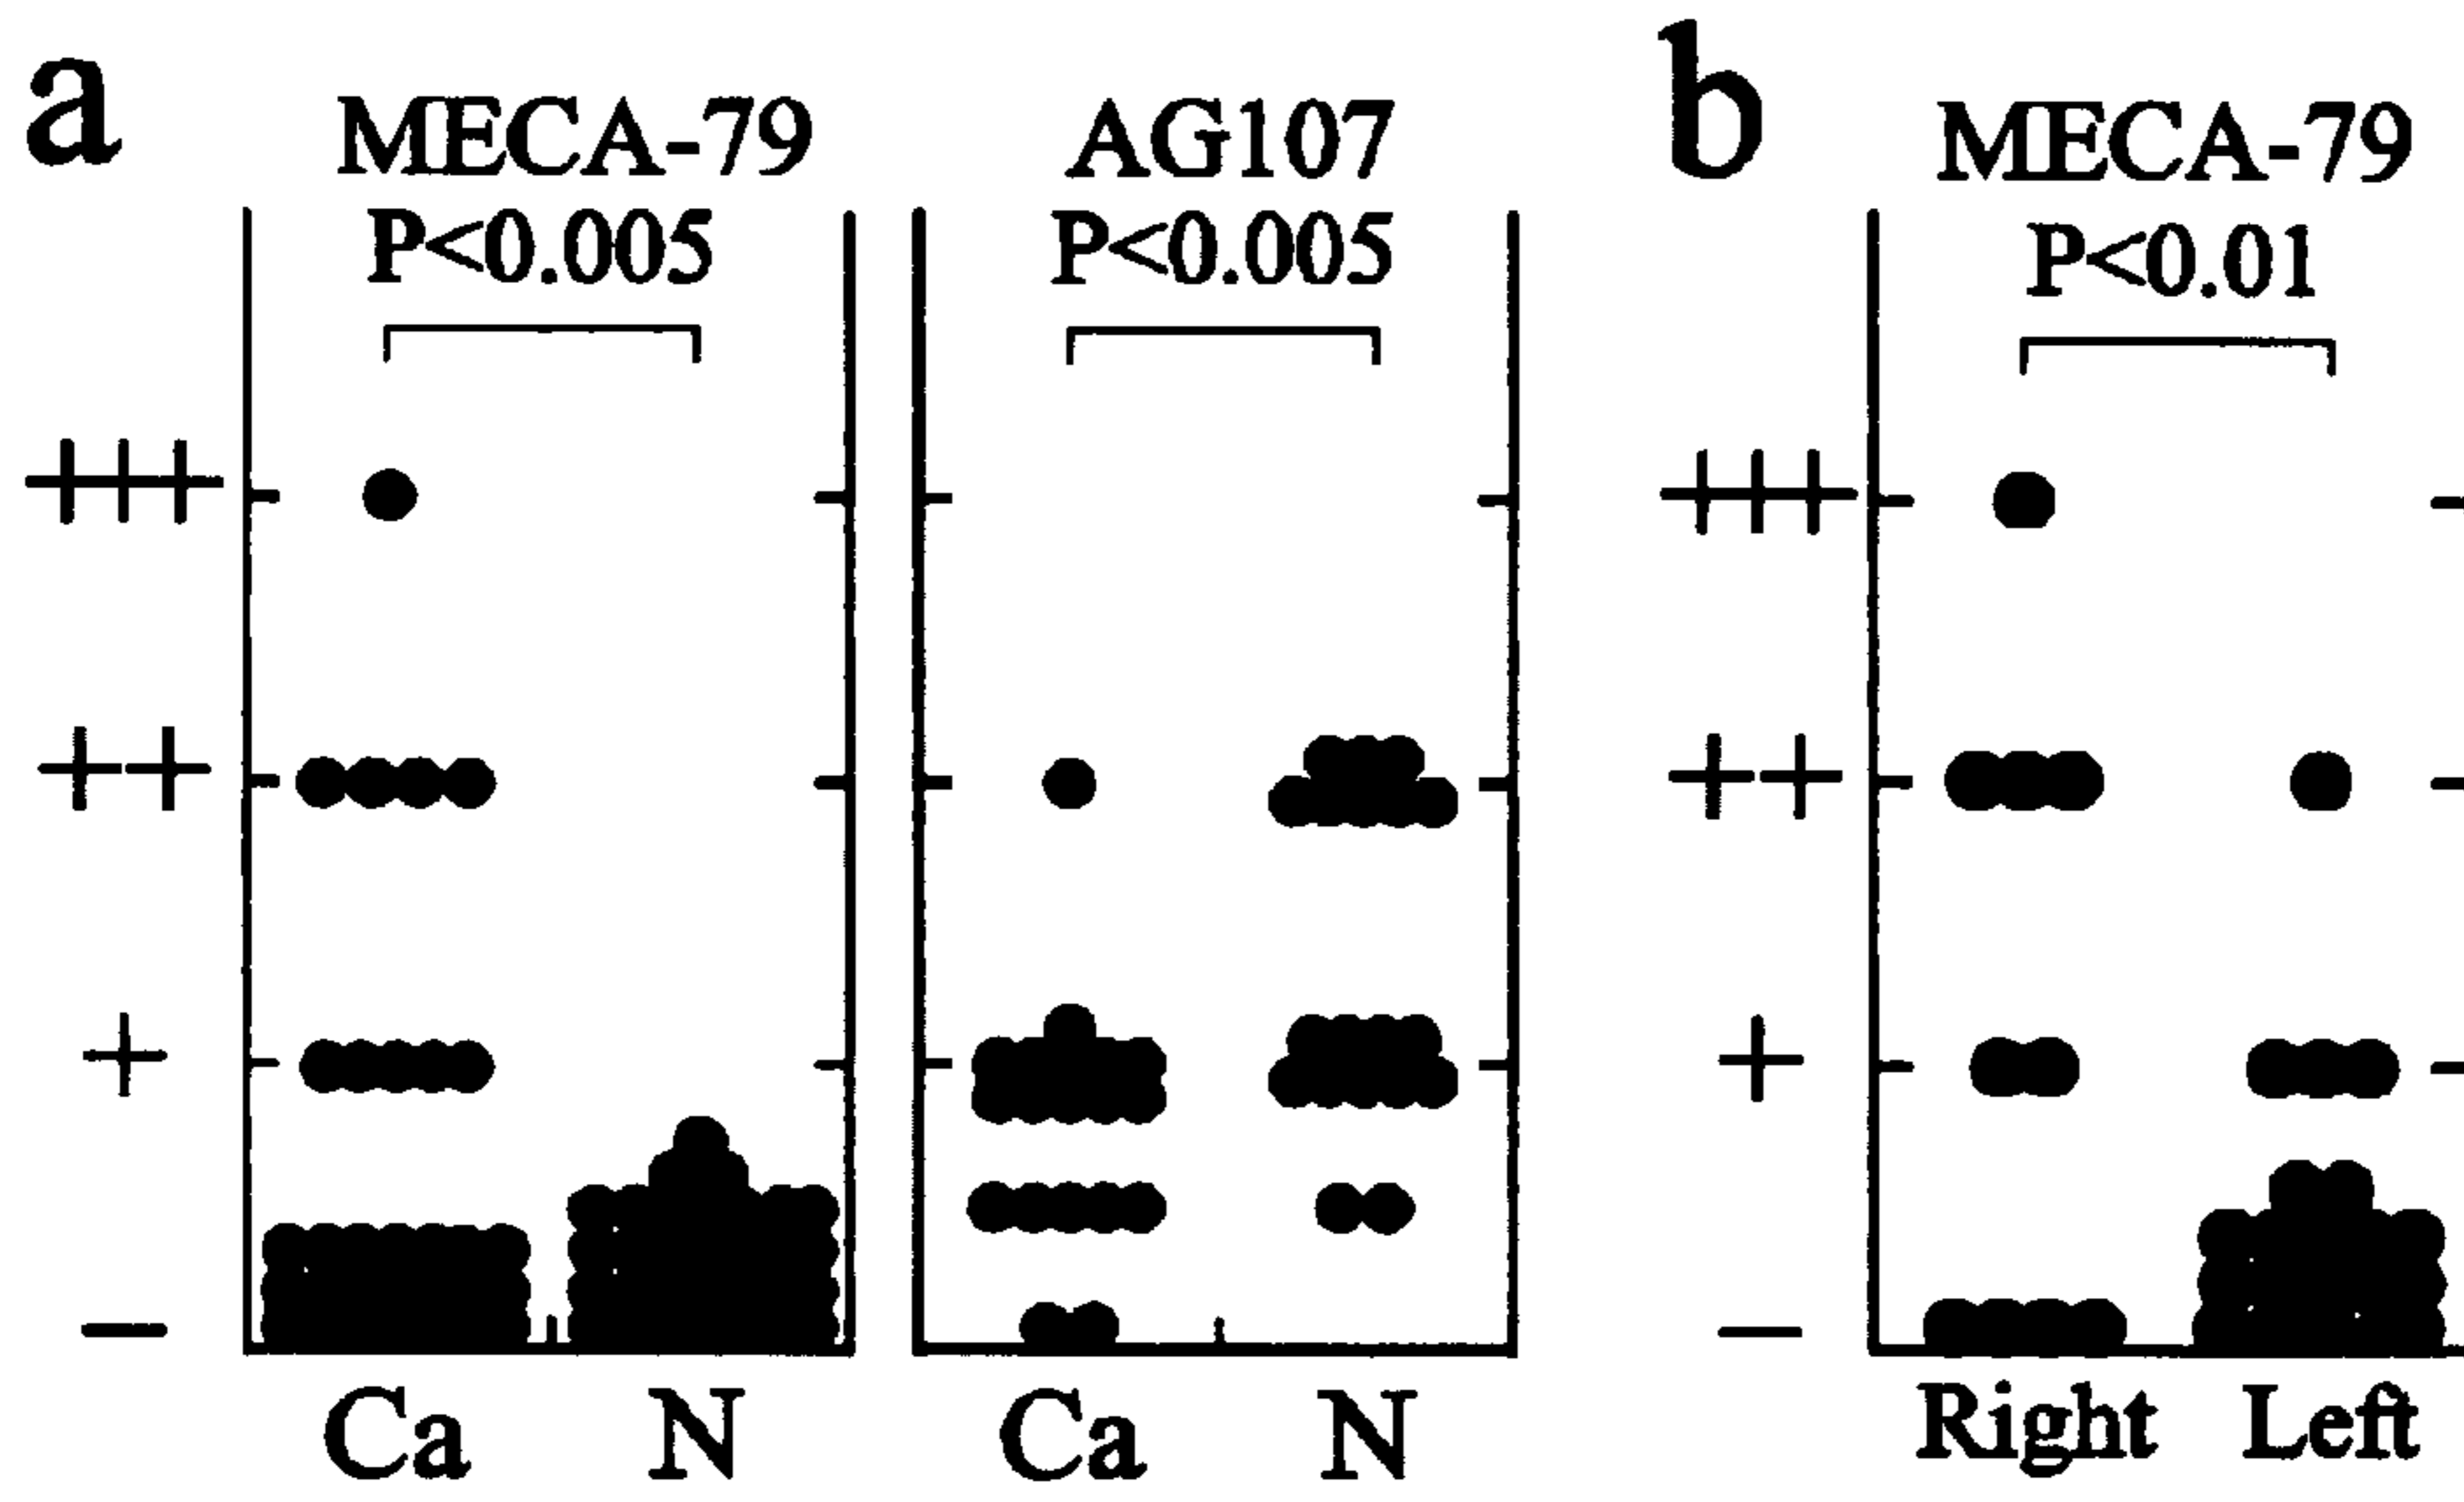 a
MECA-79
P<0.005
AG107
P<0.005
+++
++
+
−
Ca N
Ca N
b
MECA-79
P<0.01
+++
++
+
−
Right Left